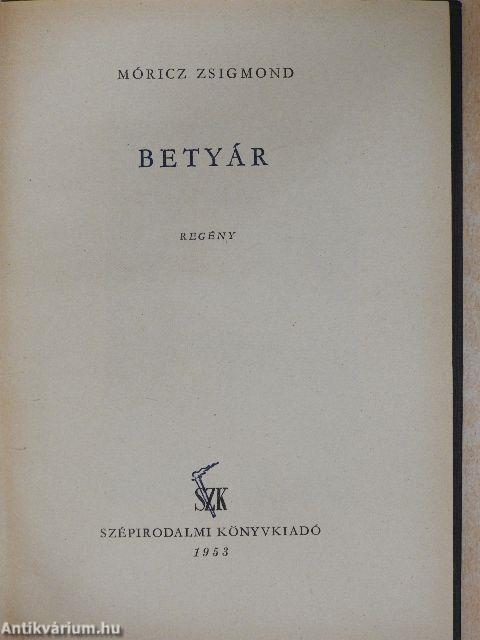 MÓRICZ ZSIGMOND
BETYÁR
REGÉNY
SZK
SZÉPIRODALMI KÖNYVKIADÓ
1953
Antikvárium.hu